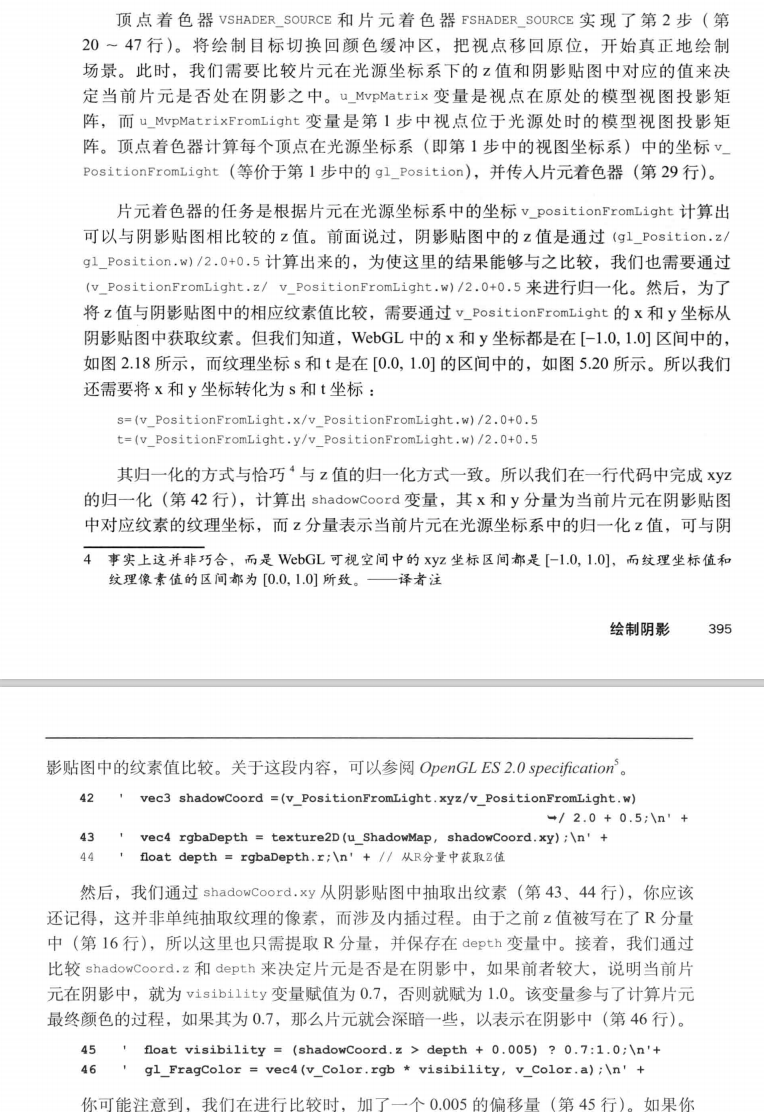 顶点着色器 VSHADER_SOURCE 和片元着色器 FSHADER_SOURCE 实现了第 2 步（第
20 ~ 47 行）。将绘制目标切换回颜色缓冲区，把视点移回原位，开始真正地绘制
场景。此时，我们需要比较片元在光源坐标系下的 z 值和阴影贴图中对应的值来决
定当前片元是否处在阴影之中。u_MvpMatrix 变量是视点在原处的模型视图投影矩
阵，而 u_MvpMatrixFromLight 变量是第 1 步中视点位于光源处时的模型视图投影矩
阵。顶点着色器计算每个顶点在光源坐标系（即第 1 步中的视图坐标系）中的坐标 v_
PositionFromLight（等价于第 1 步中的 gl_Position），并传入片元着色器（第 29 行）。
片元着色器的任务是根据片元在光源坐标系中的坐标 v_positionFromLight 计算出
可以与阴影贴图相比较的 z 值。前面说过，阴影贴图中的 z 值是通过 (gl_Position.z/
gl_Position.w)/2.0+0.5 计算出来的，为使这里的结果能够与之比较，我们也需要通过
(v_PositionFromLight.z/ v_PositionFromLight.w)/2.0+0.5 来进行归一化。然后，为了
将 z 值与阴影贴图中的相应纹素值比较，需要通过 v_PositionFromLight 的 x 和 y 坐标从
阴影贴图中获取纹素。但我们知道，WebGL 中的 x 和 y 坐标都是在 [-1.0, 1.0] 区间中的，
如图 2.18 所示，而纹理坐标 s 和 t 是在 [0.0, 1.0] 的区间中的，如图 5.20 所示。所以我们
还需要将 x 和 y 坐标转化为 s 和 t 坐标：
s=(v_PositionFromLight.x/v_PositionFromLight.w)/2.0+0.5
t=(v_PositionFromLight.y/v_PositionFromLight.w)/2.0+0.5
其归一化的方式与恰巧4与 z 值的归一化方式一致。所以我们在一行代码中完成 xyz
的归一化（第 42 行），计算出 shadowCoord 变量，其 x 和 y 分量为当前片元在阴影贴图
中对应纹素的纹理坐标，而 z 分量表示当前片元在光源坐标系中的归一化 z 值，可与阴
4 事实上这并非巧合，而是 WebGL 可视空间中的 xyz 坐标区间都是 [-1.0, 1.0]，而纹理坐标值和
纹理像素值的区间都为 [0.0, 1.0] 所致。——译者注
绘制阴影 395
影贴图中的纹素值比较。关于这段内容，可以参阅 OpenGL ES 2.0 specification5。
42 ' vec3 shadowCoord =(v_PositionFromLight.xyz/v_PositionFromLight.w)
➥/ 2.0 + 0.5;\n' +
43 ' vec4 rgbaDepth = texture2D(u_ShadowMap, shadowCoord.xy);\n' +
44 ' float depth = rgbaDepth.r;\n' + // 从R分量中获取Z值
然后，我们通过 shadowCoord.xy 从阴影贴图中抽取出纹素（第 43、44 行），你应该
还记得，这并非单纯抽取纹理的像素，而涉及内插过程。由于之前 z 值被写在了 R 分量
中（第 16 行），所以这里也只需提取 R 分量，并保存在 depth 变量中。接着，我们通过
比较 shadowCoord.z 和 depth 来决定片元是否是在阴影中，如果前者较大，说明当前片
元在阴影中，就为 visibility 变量赋值为 0.7，否则就赋为 1.0。该变量参与了计算片元
最终颜色的过程，如果其为 0.7，那么片元就会深暗一些，以表示在阴影中（第 46 行）。
45 ' float visibility = (shadowCoord.z > depth + 0.005) ? 0.7:1.0;\n'+
46 ' gl_FragColor = vec4(v_Color.rgb * visibility, v_Color.a);\n' +
你可能注意到，我们在进行比较时，加了一个 0.005 的偏移量（第 45 行）。如果你